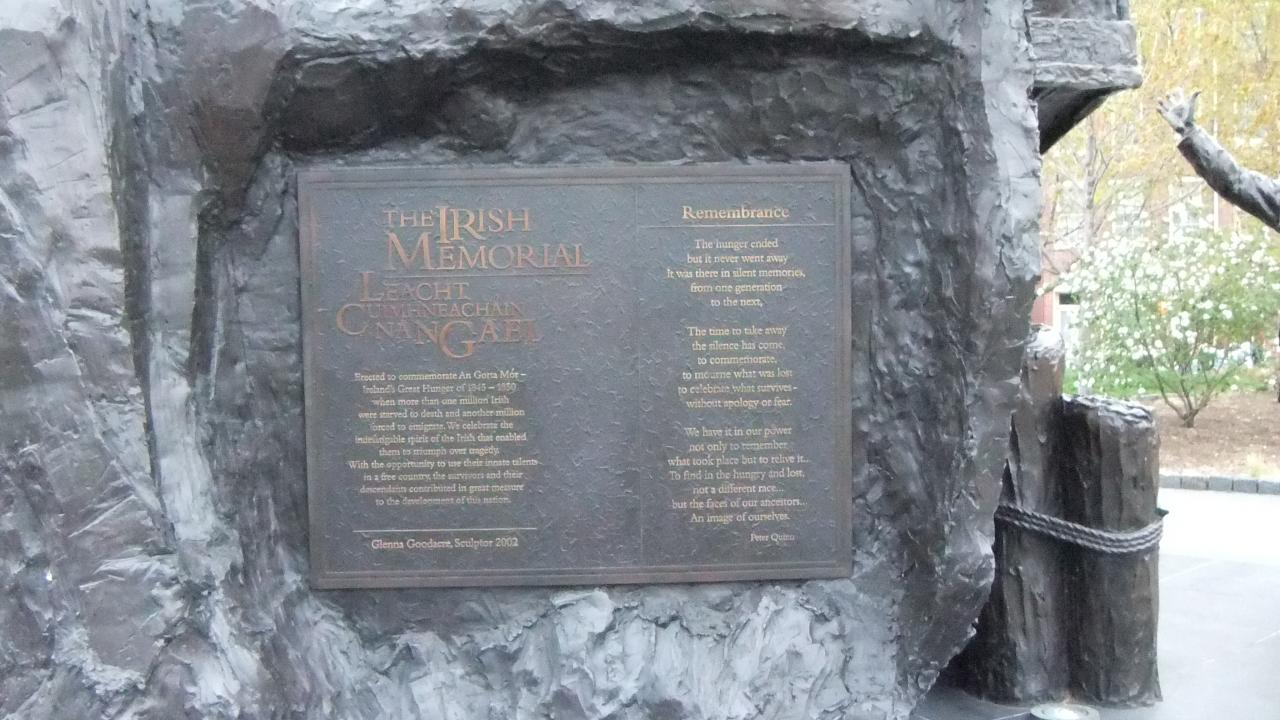 THE IRISH
MEMORIAL
LEACHT
CUIMHNEACHAIN
NAN GAEL
Erected to commemorate An Gorta Mór –
Ireland's Great Hunger of 1845 – 1850
when more than one million Irish
were starved to death and another million
forced to emigrate. We celebrate the
indefatigable spirit of the Irish that enabled
them to triumph over tragedy.
With the opportunity to use their innate talents
in a free country, the survivors and their
descendants contributed in great measure
to the development of this nation.
Glenna Goodacre, Sculptor 2002
Remembrance
The hunger ended
but it never went away
It was there in silent memories,
from one generation
to the next,
The time to take away
the silence has come,
to commemorate,
to mourne what was lost
to celebrate what survives-
without apology or fear.
We have it in our power
not only to remember
what took place but to relive it...
To find in the hungry and lost,
not a different race...
but the faces of our ancestors...
An image of ourselves.
Peter Quinn